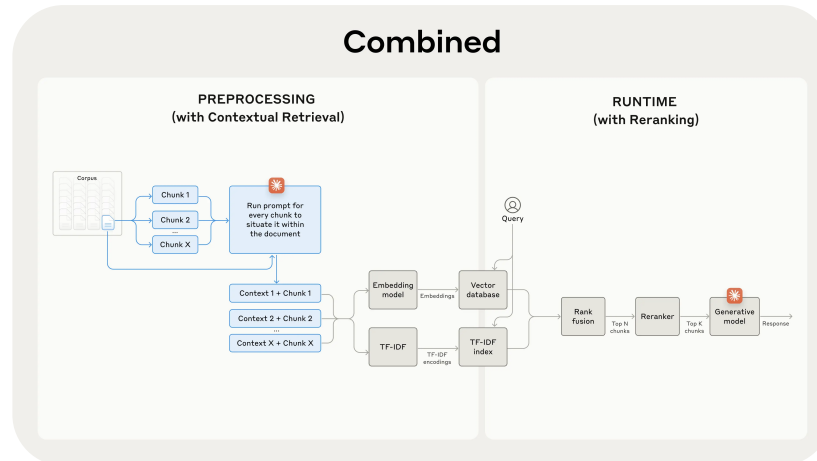 Combined
PREPROCESSING
(with Contextual Retrieval)
Corpus
Chunk 1
Chunk 2
...
Chunk X
Run prompt for
every chunk to
situate it within
the document
Context 1 + Chunk 1
Context 2 + Chunk 2
...
Context X + Chunk X
Embedding
model
Embeddings
TF-IDF
TF-IDF
encodings
Vector
database
TF-IDF
index
RUNTIME
(with Reranking)
Query
Rank
fusion
Top N
chunks
Reranker
Top K
chunks
Generative
model
Response